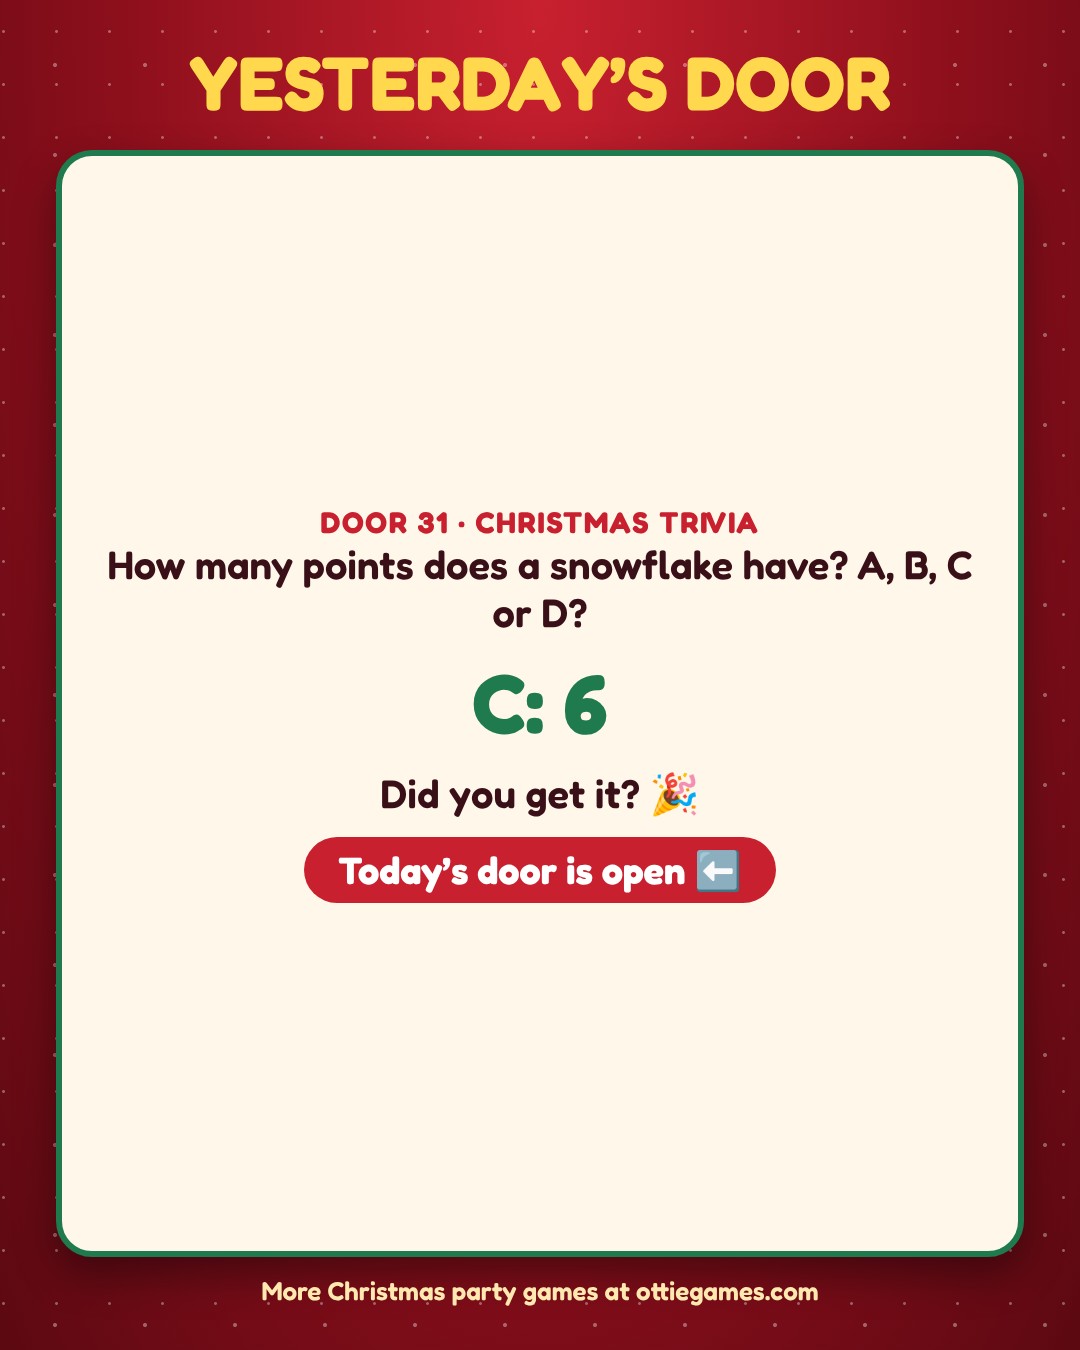 YESTERDAY’S DOOR
DOOR 31 · CHRISTMAS TRIVIA
How many points does a snowflake have? A, B, C
or D?
C: 6
Did you get it? 🎉
Today’s door is open ⬅️
More Christmas party games at ottiegames.com